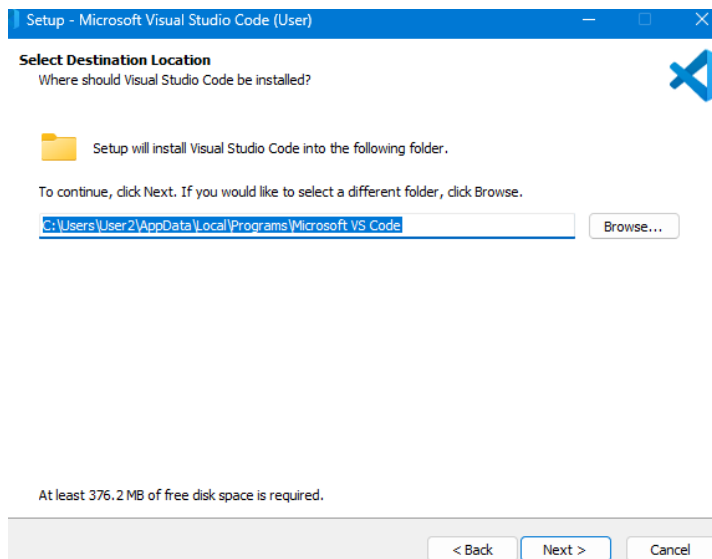 Setup - Microsoft Visual Studio Code (User)
Select Destination Location
Where should Visual Studio Code be installed?
Setup will install Visual Studio Code into the following folder.
To continue, click Next. If you would like to select a different folder, click Browse.
C:\Users\User2\AppData\Local\Programs\Microsoft VS Code
Browse...
At least 376.2 MB of free disk space is required.
< Back
Next >
Cancel